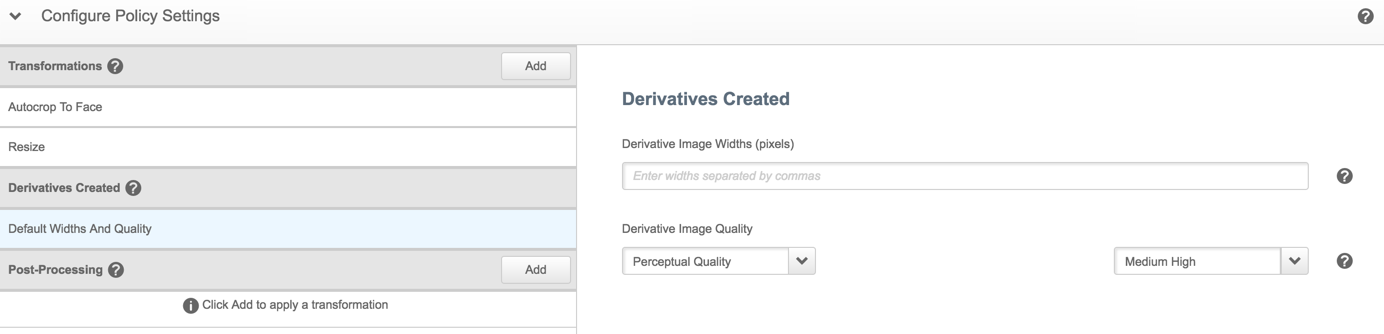 Configure Policy Settings
Transformations
Add
Autocrop To Face
Resize
Derivatives Created
Default Widths And Quality
Post-Processing
Add
Click Add to apply a transformation
Derivatives Created
Derivative Image Widths (pixels)
Enter widths separated by commas
Derivative Image Quality
Perceptual Quality
Medium High